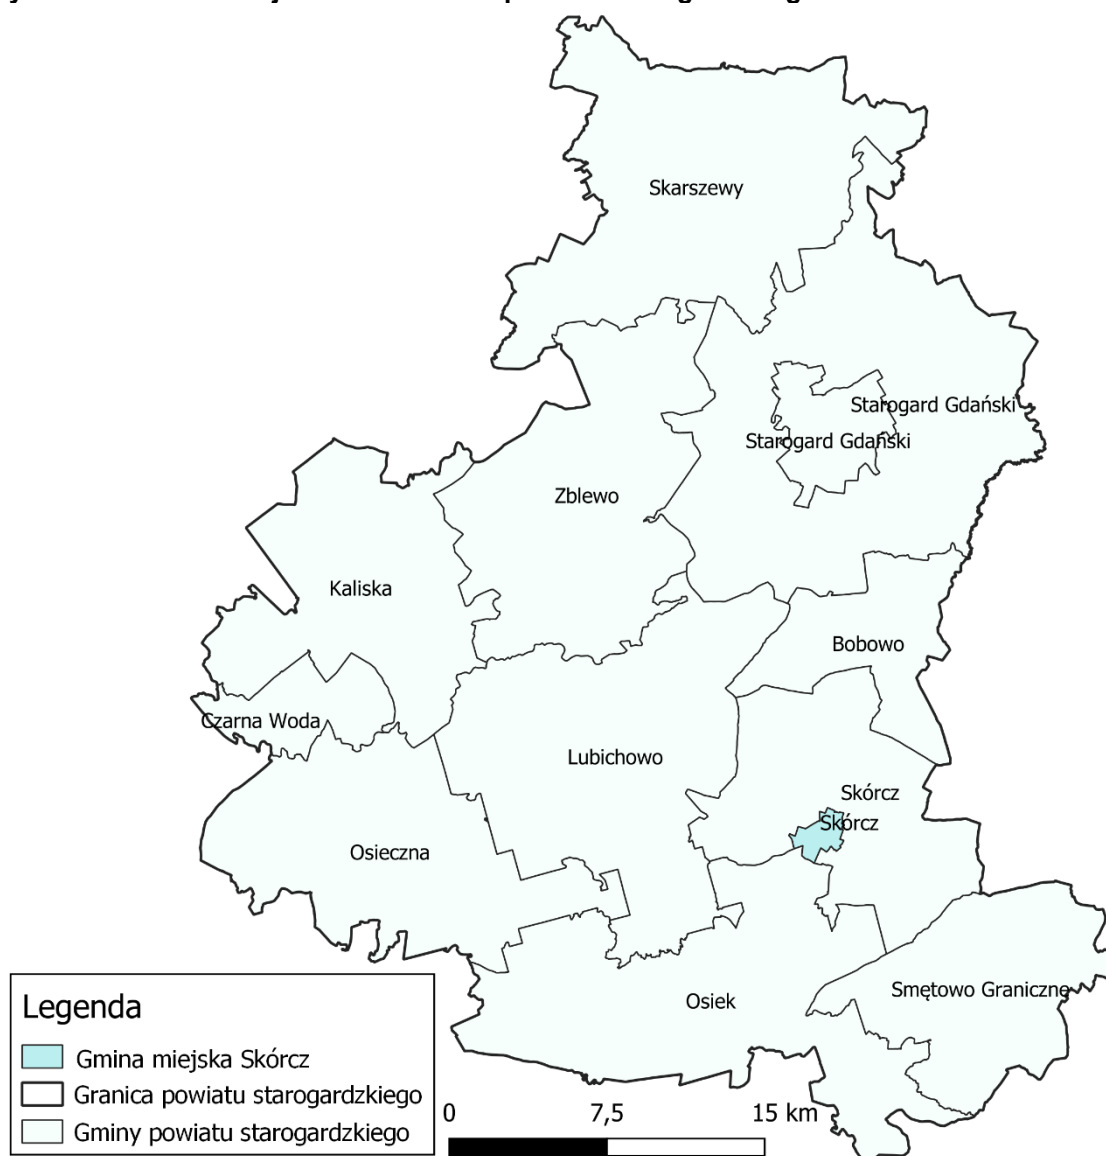 Skarszewy
Starogard Gdański
Starogard Gdański
Zblewo
Kaliska
Bobowo
Czarna Woda
Lubichowo
Skórcz
Skórcz
Osieczna
Smętowo Graniczne
Osiek
Legenda
Gmina miejska Skórcz
Granica powiatu starogardzkiego
Gminy powiatu starogardzkiego
0 7,5 15 km